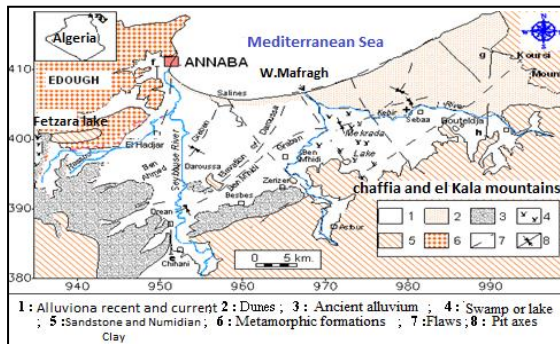 Algeria
Mediterranean Sea
ANNABA
EDOUGH
W.Mafragh
Koursi
g
f
410
Salines
Fetzara lake
400
El Hadjar
Sebaa
Bouteldja
h
Mekrada
Lake
Daroussa
Seybouse River
Ben
Ahmed
Ben
Mhidi
Zerizer
Besbes
chaffia and el Kala mountains
390
Drean
Asfour
Chihani
380
0 5 km.
1 2 3 4
5 6 7 8
940 950 960 970 980 990
1 : Alluviona recent and current 2 : Dunes ; 3 : Ancient alluvium ; 4 : Swamp or lake
; 5 : Sandstone and Numidian ; 6 : Metamorphic formations ; 7 : Flaws ; 8 : Pit axes
Clay